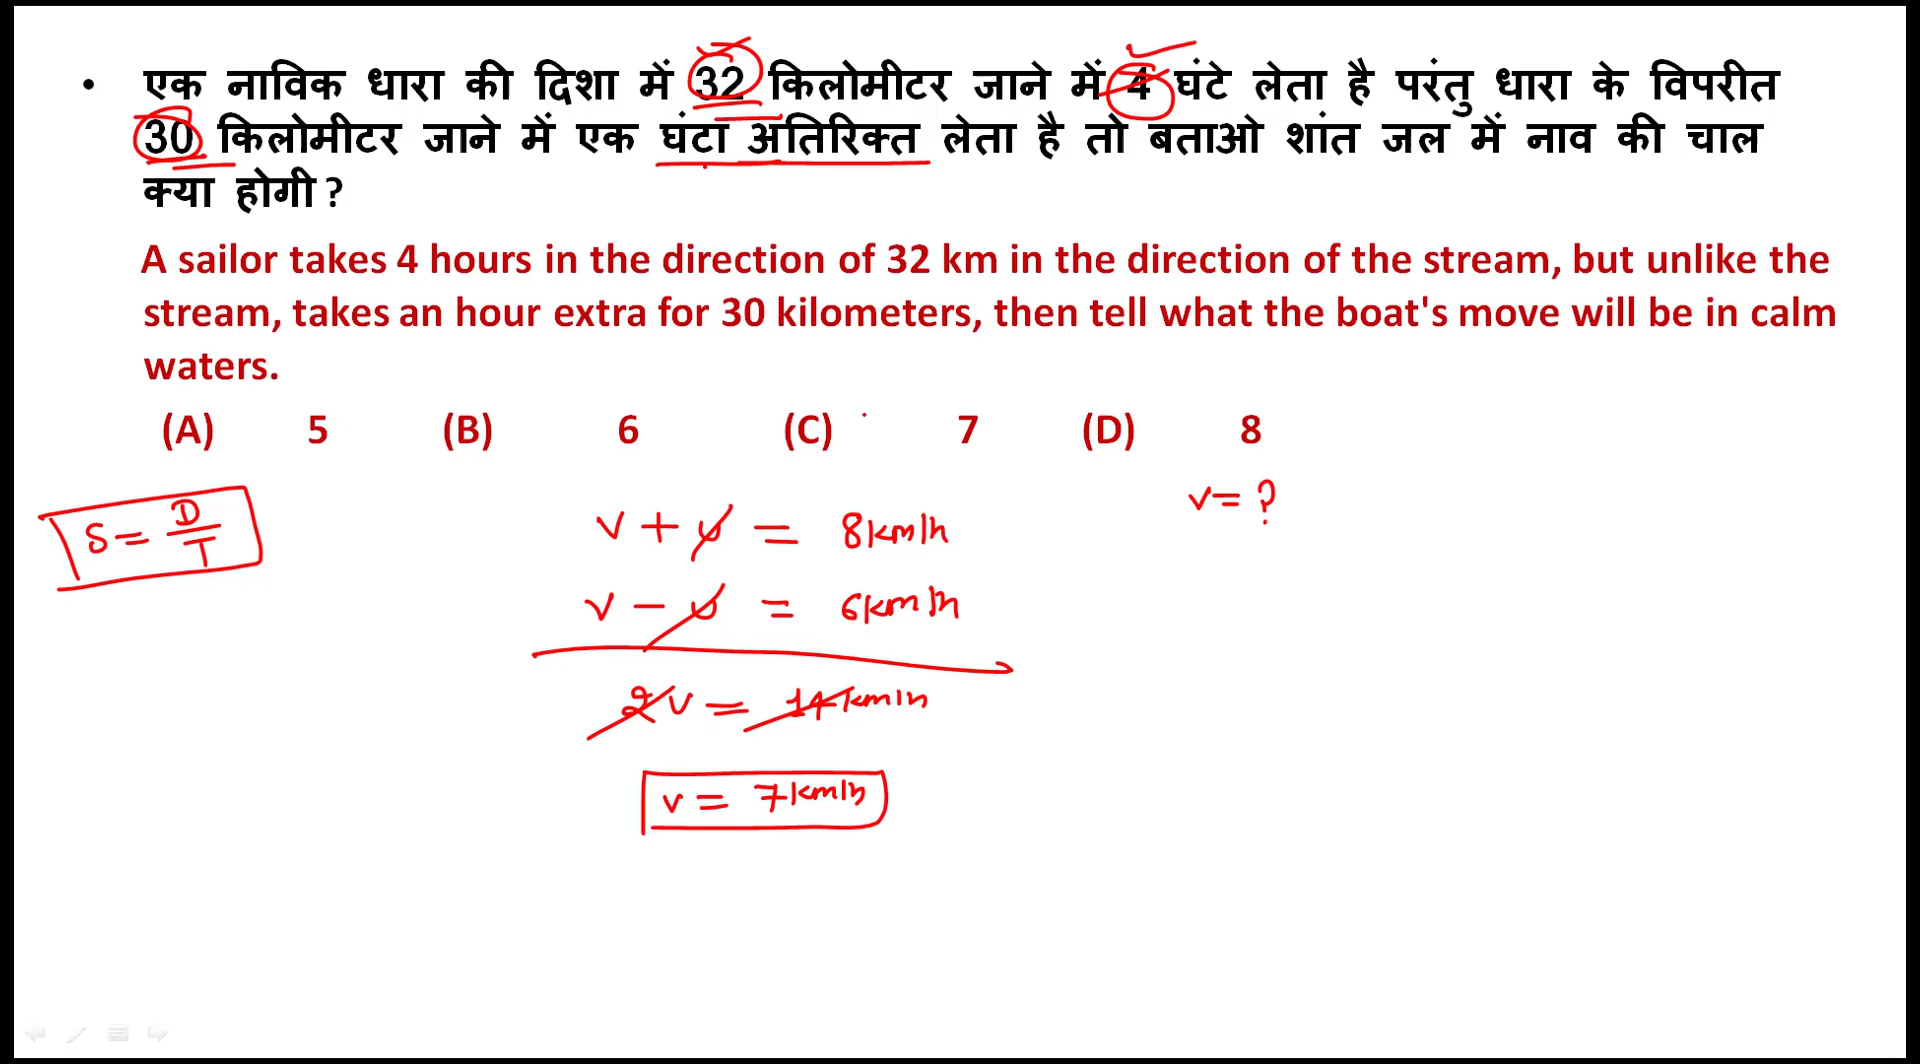 • एक नाविक धारा की दिशा में 32 किलोमीटर जाने में 4 घंटे लेता है परंतु धारा के विपरीत
30 किलोमीटर जाने में एक घंटा अतिरिक्त लेता है तो बताओ शांत जल में नाव की चाल
क्या होगी?
A sailor takes 4 hours in the direction of 32 km in the direction of the stream, but unlike the
stream, takes an hour extra for 30 kilometers, then tell what the boat's move will be in calm
waters.
(A) 5 (B) 6 (C) 7 (D) 8
v = ?
S = D/T
v + u = 8km/h
v - u = 6km/h
2v = 14km/h
v = 7km/h